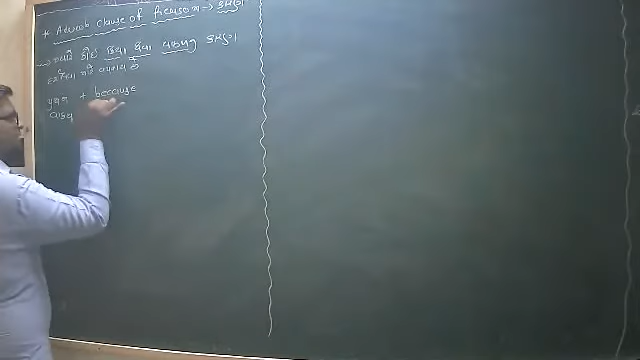 * Adverb clause of reason → કારણ
→ જ્યારે કોઈ ક્રિયા થવા પાછળનું કારણ
દર્શાવવા માટે વપરાય છે
મુખ્ય + because
વાક્ય